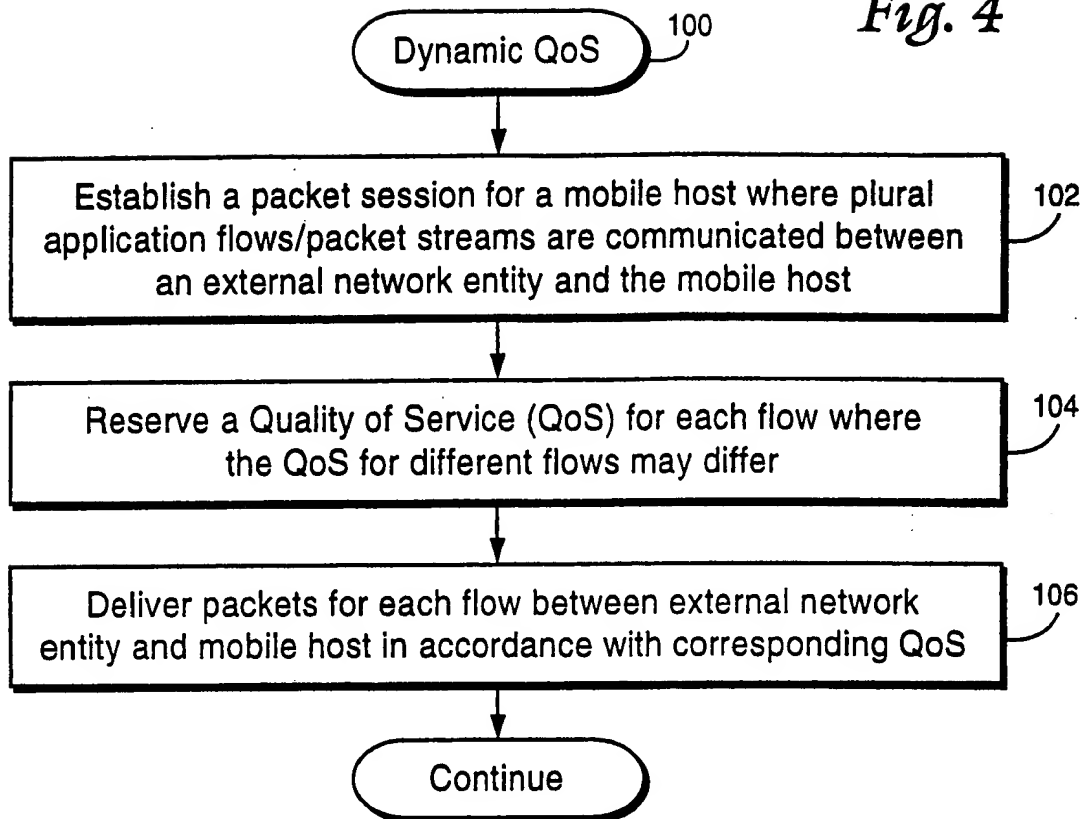 Fig. 4
Dynamic QoS
100
Establish a packet session for a mobile host where plural
application flows/packet streams are communicated between
an external network entity and the mobile host
102
Reserve a Quality of Service (QoS) for each flow where
the QoS for different flows may differ
104
Deliver packets for each flow between external network
entity and mobile host in accordance with corresponding QoS
106
Continue